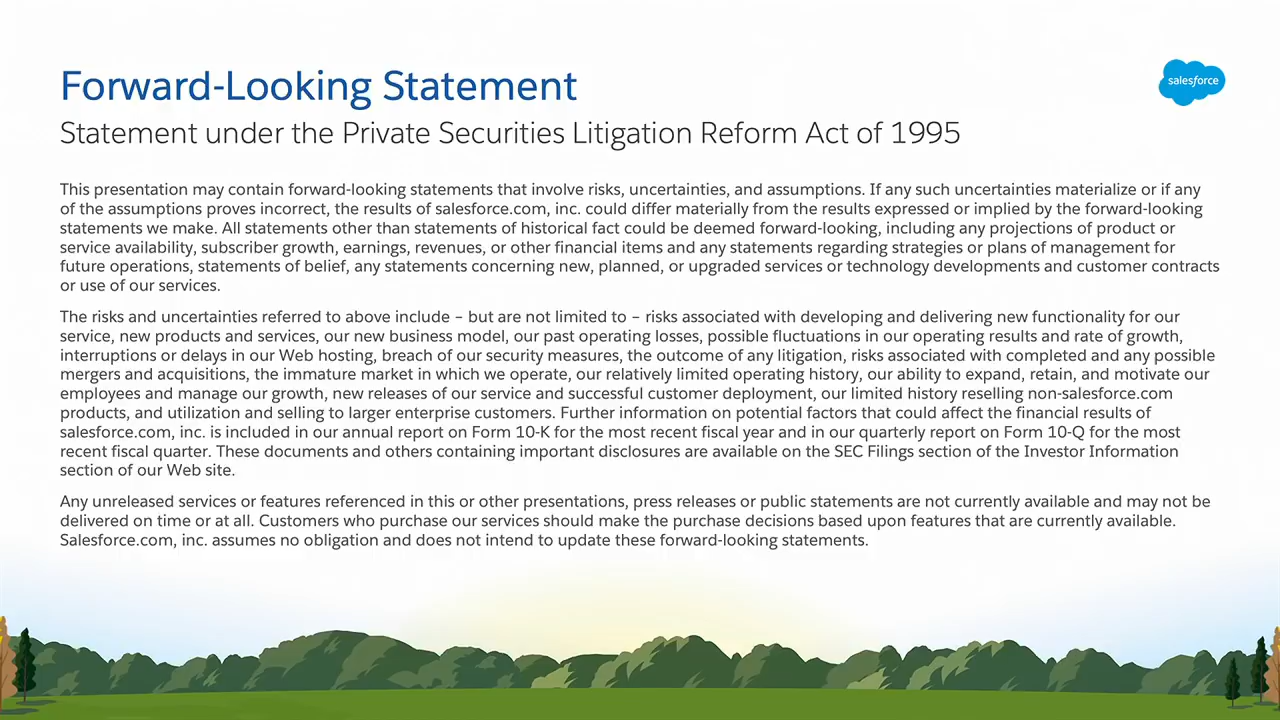 Forward-Looking Statement
salesforce
Statement under the Private Securities Litigation Reform Act of 1995
This presentation may contain forward-looking statements that involve risks, uncertainties, and assumptions. If any such uncertainties materialize or if any
of the assumptions proves incorrect, the results of salesforce.com, inc. could differ materially from the results expressed or implied by the forward-looking
statements we make. All statements other than statements of historical fact could be deemed forward-looking, including any projections of product or
service availability, subscriber growth, earnings, revenues, or other financial items and any statements regarding strategies or plans of management for
future operations, statements of belief, any statements concerning new, planned, or upgraded services or technology developments and customer contracts
or use of our services.
The risks and uncertainties referred to above include – but are not limited to – risks associated with developing and delivering new functionality for our
service, new products and services, our new business model, our past operating losses, possible fluctuations in our operating results and rate of growth,
interruptions or delays in our Web hosting, breach of our security measures, the outcome of any litigation, risks associated with completed and any possible
mergers and acquisitions, the immature market in which we operate, our relatively limited operating history, our ability to expand, retain, and motivate our
employees and manage our growth, new releases of our service and successful customer deployment, our limited history reselling non-salesforce.com
products, and utilization and selling to larger enterprise customers. Further information on potential factors that could affect the financial results of
salesforce.com, inc. is included in our annual report on Form 10-K for the most recent fiscal year and in our quarterly report on Form 10-Q for the most
recent fiscal quarter. These documents and others containing important disclosures are available on the SEC Filings section of the Investor Information
section of our Web site.
Any unreleased services or features referenced in this or other presentations, press releases or public statements are not currently available and may not be
delivered on time or at all. Customers who purchase our services should make the purchase decisions based upon features that are currently available.
Salesforce.com, inc. assumes no obligation and does not intend to update these forward-looking statements.